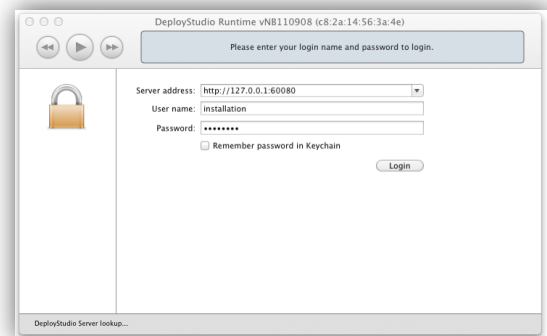 DeployStudio Runtime vNB110908 (c8:2a:14:56:3a:4e)
Please enter your login name and password to login.
Server address: http://127.0.0.1:60080
User name: installation
Password: ••••••••
Remember password in Keychain
Login
DeployStudio Server lookup...